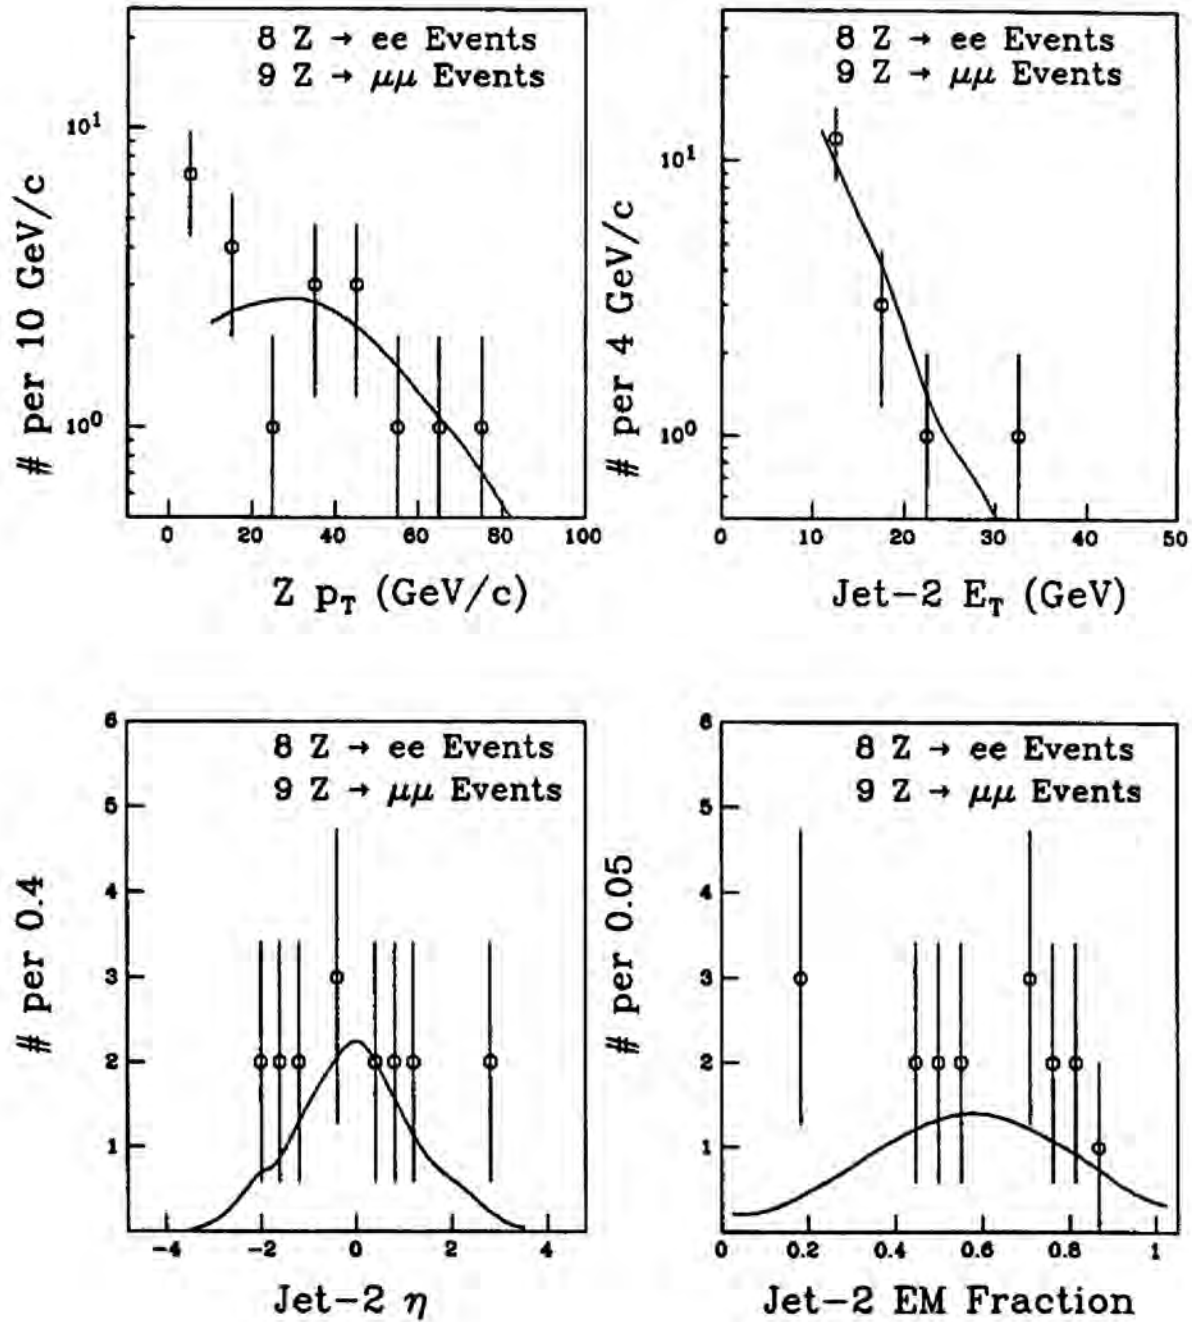 8 Z → ee Events
9 Z → μμ Events
10¹
10⁰
# per 10 GeV/c
0 20 40 60 80 100
Z p_T (GeV/c)
8 Z → ee Events
9 Z → μμ Events
10¹
10⁰
# per 4 GeV/c
0 10 20 30 40 50
Jet-2 E_T (GeV)
8 Z → ee Events
9 Z → μμ Events
6
5
4
3
2
1
# per 0.4
-4 -2 0 2 4
Jet-2 η
8 Z → ee Events
9 Z → μμ Events
6
5
4
3
2
1
# per 0.05
0 0.2 0.4 0.6 0.8 1
Jet-2 EM Fraction